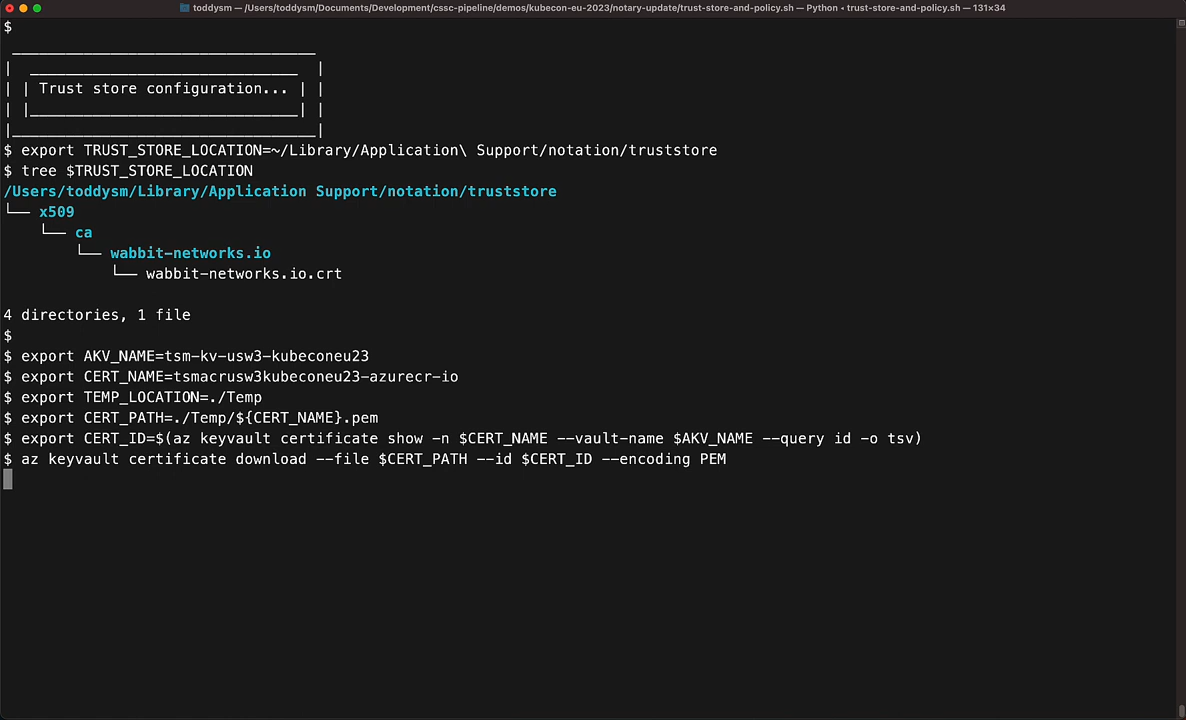 toddysm — /Users/toddysm/Documents/Development/cssc-pipeline/demos/kubecon-eu-2023/notary-update/trust-store-and-policy.sh — Python ◂ trust-store-and-policy.sh — 131×34
$
 __________________________________
|  ______________________________  |
| | Trust store configuration... | |
| |______________________________| |
|__________________________________|
$ export TRUST_STORE_LOCATION=~/Library/Application\ Support/notation/truststore
$ tree $TRUST_STORE_LOCATION
/Users/toddysm/Library/Application Support/notation/truststore
└── x509
    └── ca
        └── wabbit-networks.io
            └── wabbit-networks.io.crt

4 directories, 1 file
$
$ export AKV_NAME=tsm-kv-usw3-kubeconeu23
$ export CERT_NAME=tsmacrusw3kubeconeu23-azurecr-io
$ export TEMP_LOCATION=./Temp
$ export CERT_PATH=./Temp/${CERT_NAME}.pem
$ export CERT_ID=$(az keyvault certificate show -n $CERT_NAME --vault-name $AKV_NAME --query id -o tsv)
$ az keyvault certificate download --file $CERT_PATH --id $CERT_ID --encoding PEM